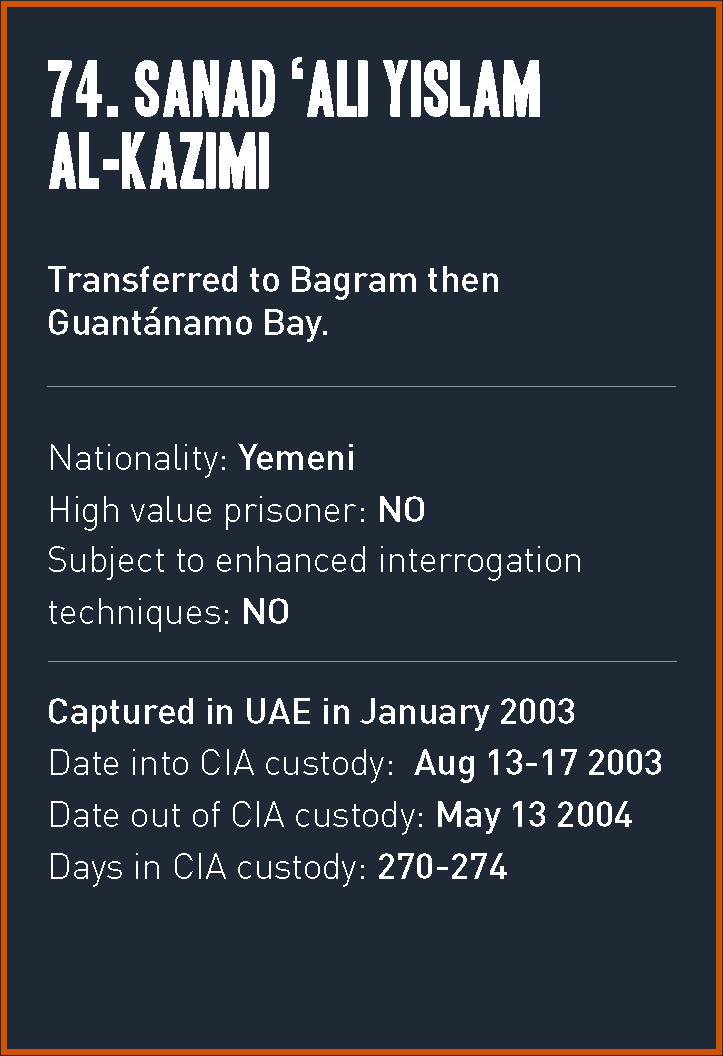 74. SANAD ‘ALI YISLAM
AL-KAZIMI
Transferred to Bagram then
Guantánamo Bay.
Nationality: Yemeni
High value prisoner: NO
Subject to enhanced interrogation
techniques: NO
Captured in UAE in January 2003
Date into CIA custody: Aug 13-17 2003
Date out of CIA custody: May 13 2004
Days in CIA custody: 270-274